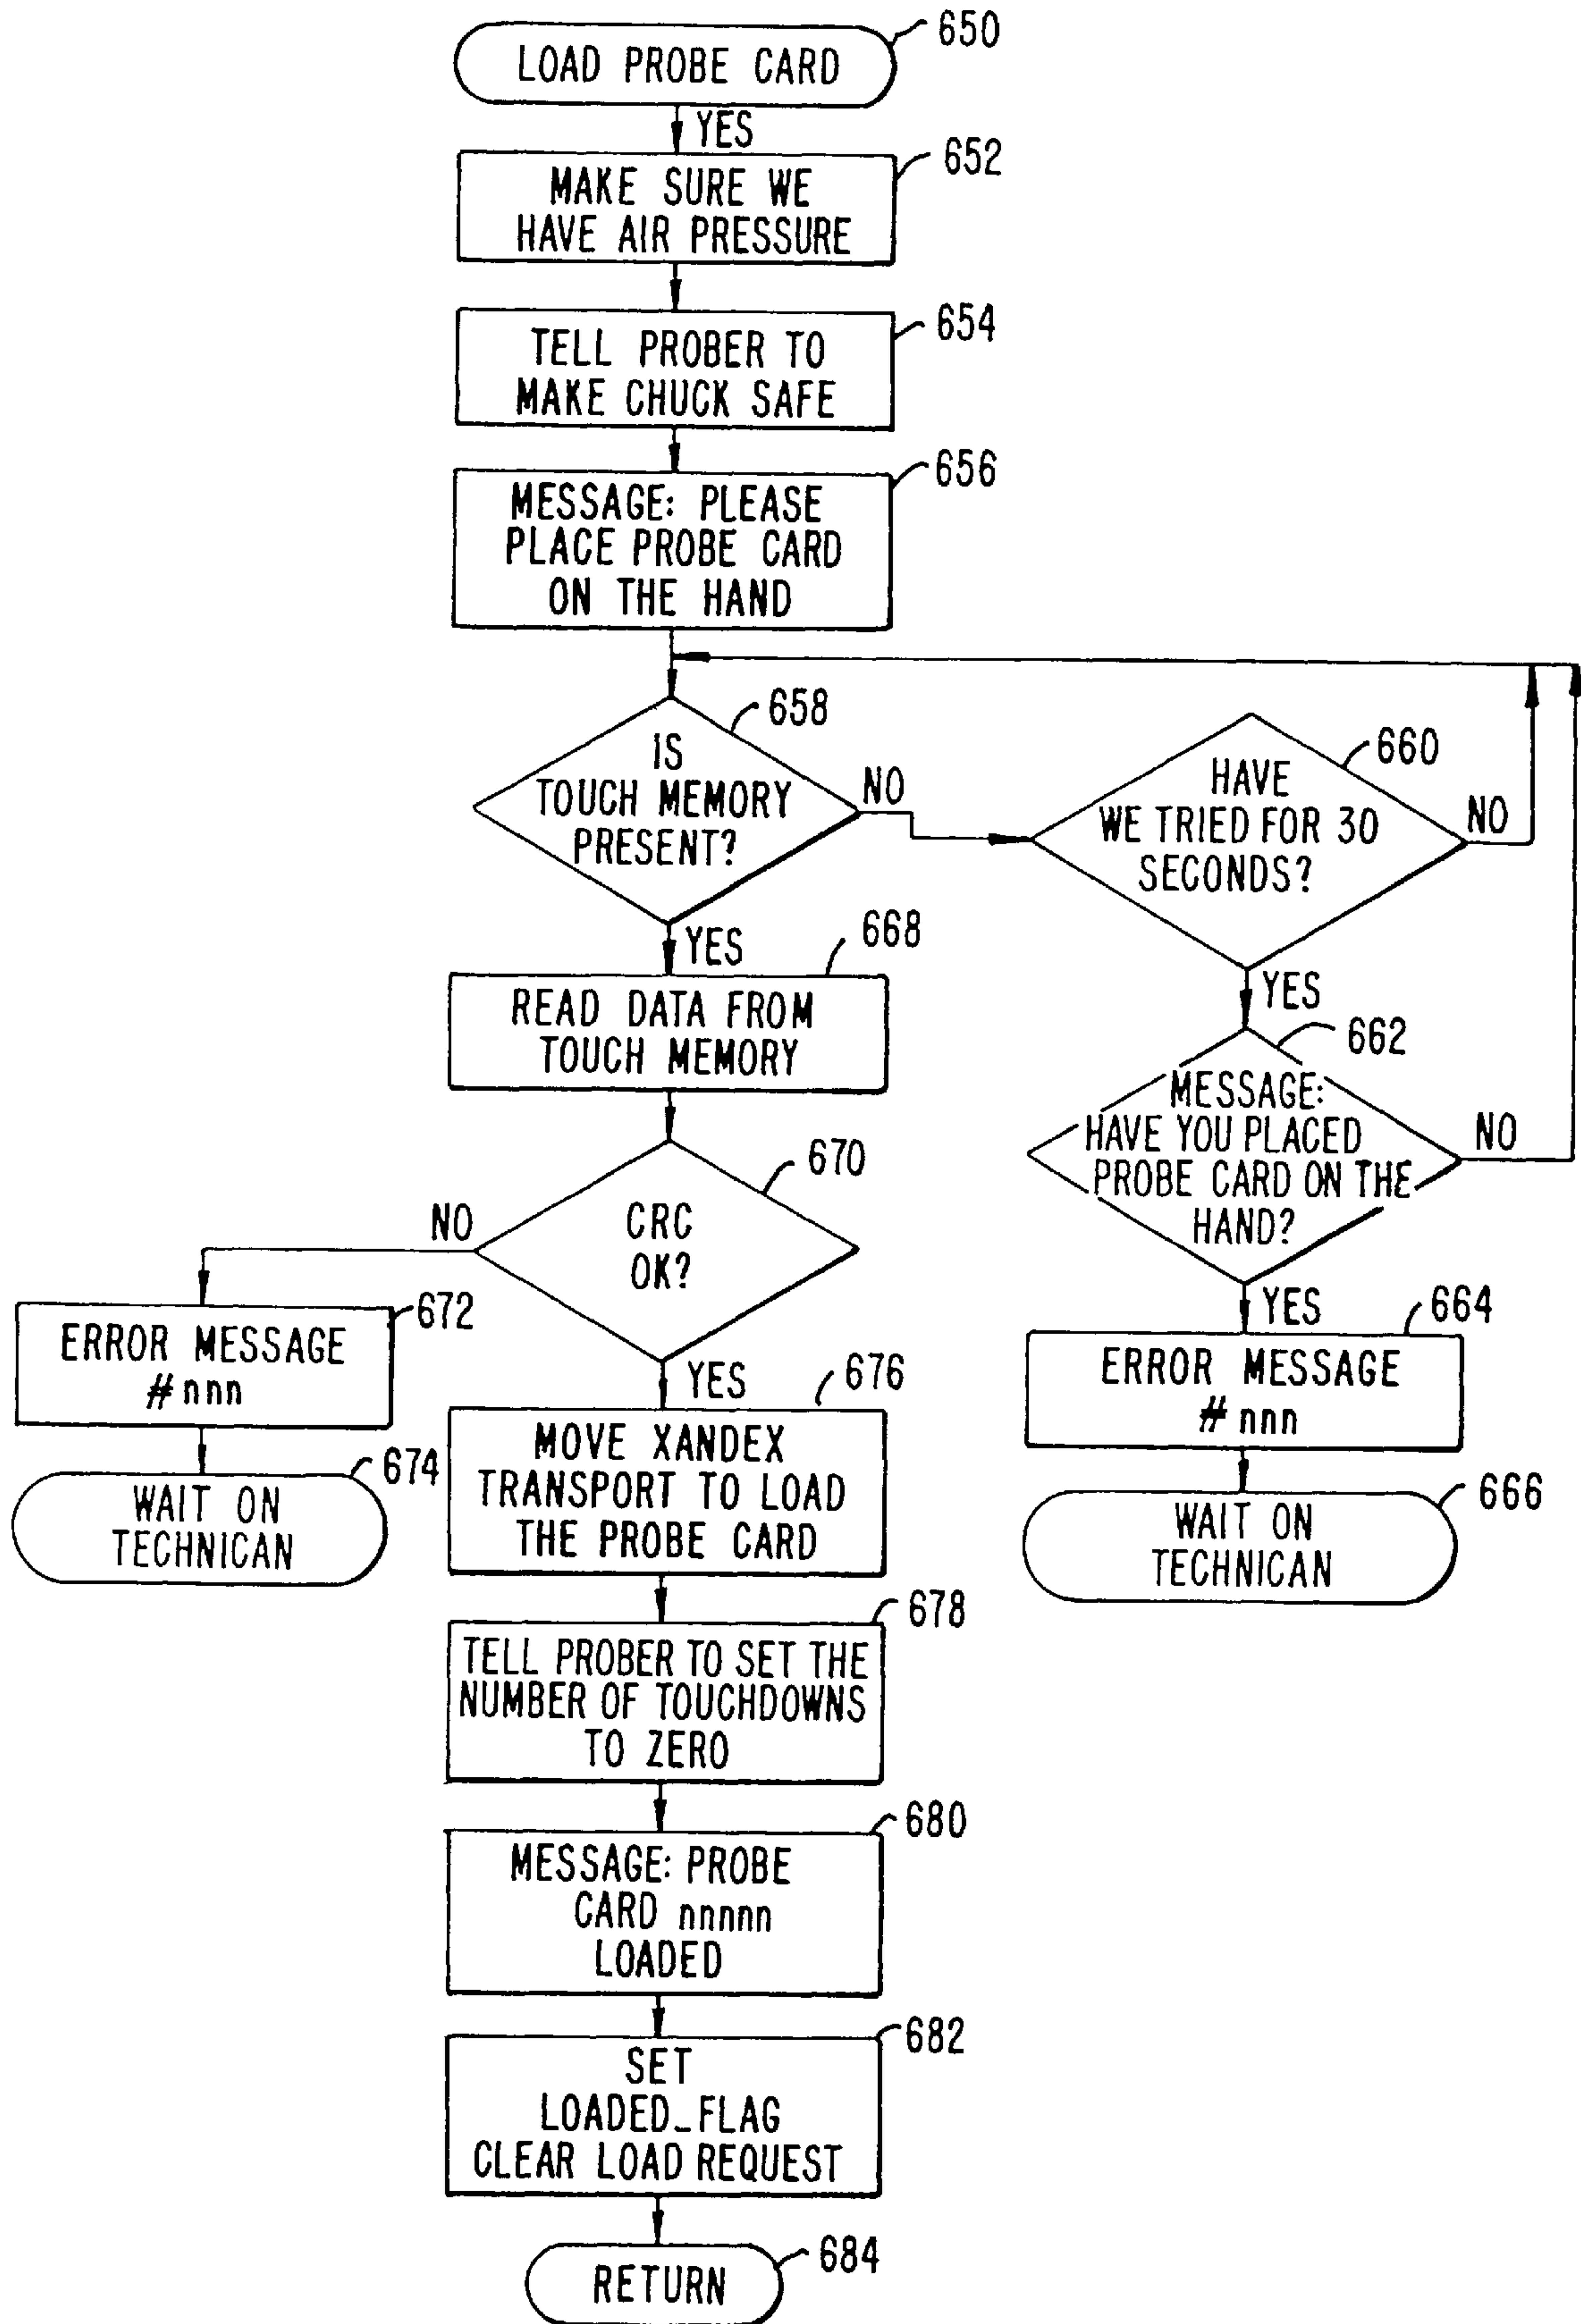 LOAD PROBE CARD
650
YES
MAKE SURE WE
HAVE AIR PRESSURE
652
TELL PROBER TO
MAKE CHUCK SAFE
654
MESSAGE: PLEASE
PLACE PROBE CARD
ON THE HAND
656
IS
TOUCH MEMORY
PRESENT?
658
NO
HAVE
WE TRIED FOR 30
SECONDS?
660
NO
YES
YES
READ DATA FROM
TOUCH MEMORY
668
MESSAGE:
HAVE YOU PLACED
PROBE CARD ON THE
HAND?
662
NO
YES
CRC
OK?
670
NO
YES
ERROR MESSAGE
#nnn
672
WAIT ON
TECHNICAN
674
ERROR MESSAGE
#nnn
664
WAIT ON
TECHNICAN
666
MOVE XANDEX
TRANSPORT TO LOAD
THE PROBE CARD
676
TELL PROBER TO SET THE
NUMBER OF TOUCHDOWNS
TO ZERO
678
MESSAGE: PROBE
CARD nnnnn
LOADED
680
SET
LOADED_FLAG
CLEAR LOAD REQUEST
682
RETURN
684